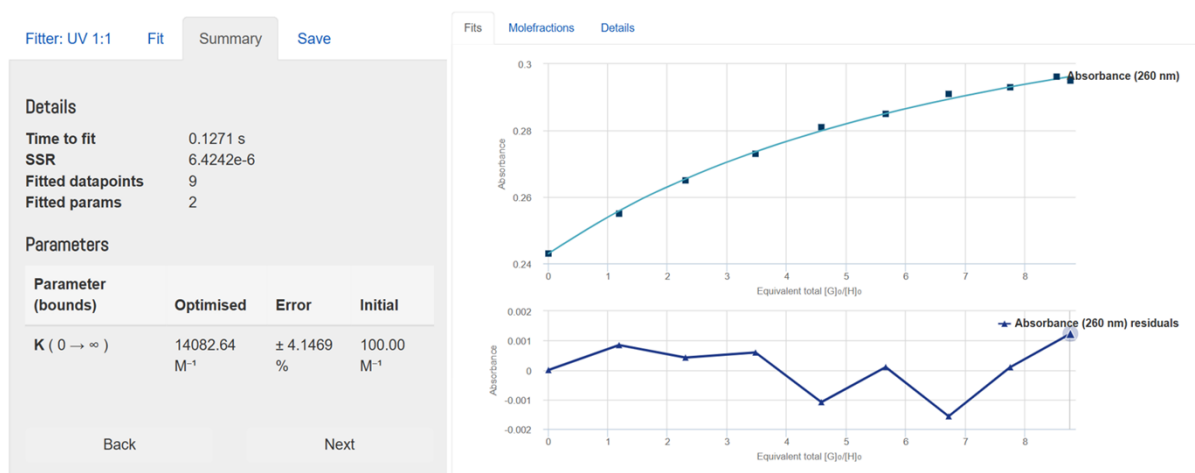 Fitter: UV 1:1 Fit Summary Save
Details
Time to fit 0.1271 s
SSR 6.4242e-6
Fitted datapoints 9
Fitted params 2
Parameters
Parameter
(bounds) Optimised Error Initial
K ( 0 → ∞ ) 14082.64 ± 4.1469 100.00
M⁻¹ % M⁻¹
Back Next
Fits Molefractions Details
0.3
0.28
0.26
0.24
Absorbance
Absorbance (260 nm)
0 1 2 3 4 5 6 7 8
Equivalent total [G]₀/[H]₀
0.002
0.001
0
-0.001
-0.002
Absorbance
Absorbance (260 nm) residuals
0 1 2 3 4 5 6 7 8
Equivalent total [G]₀/[H]₀